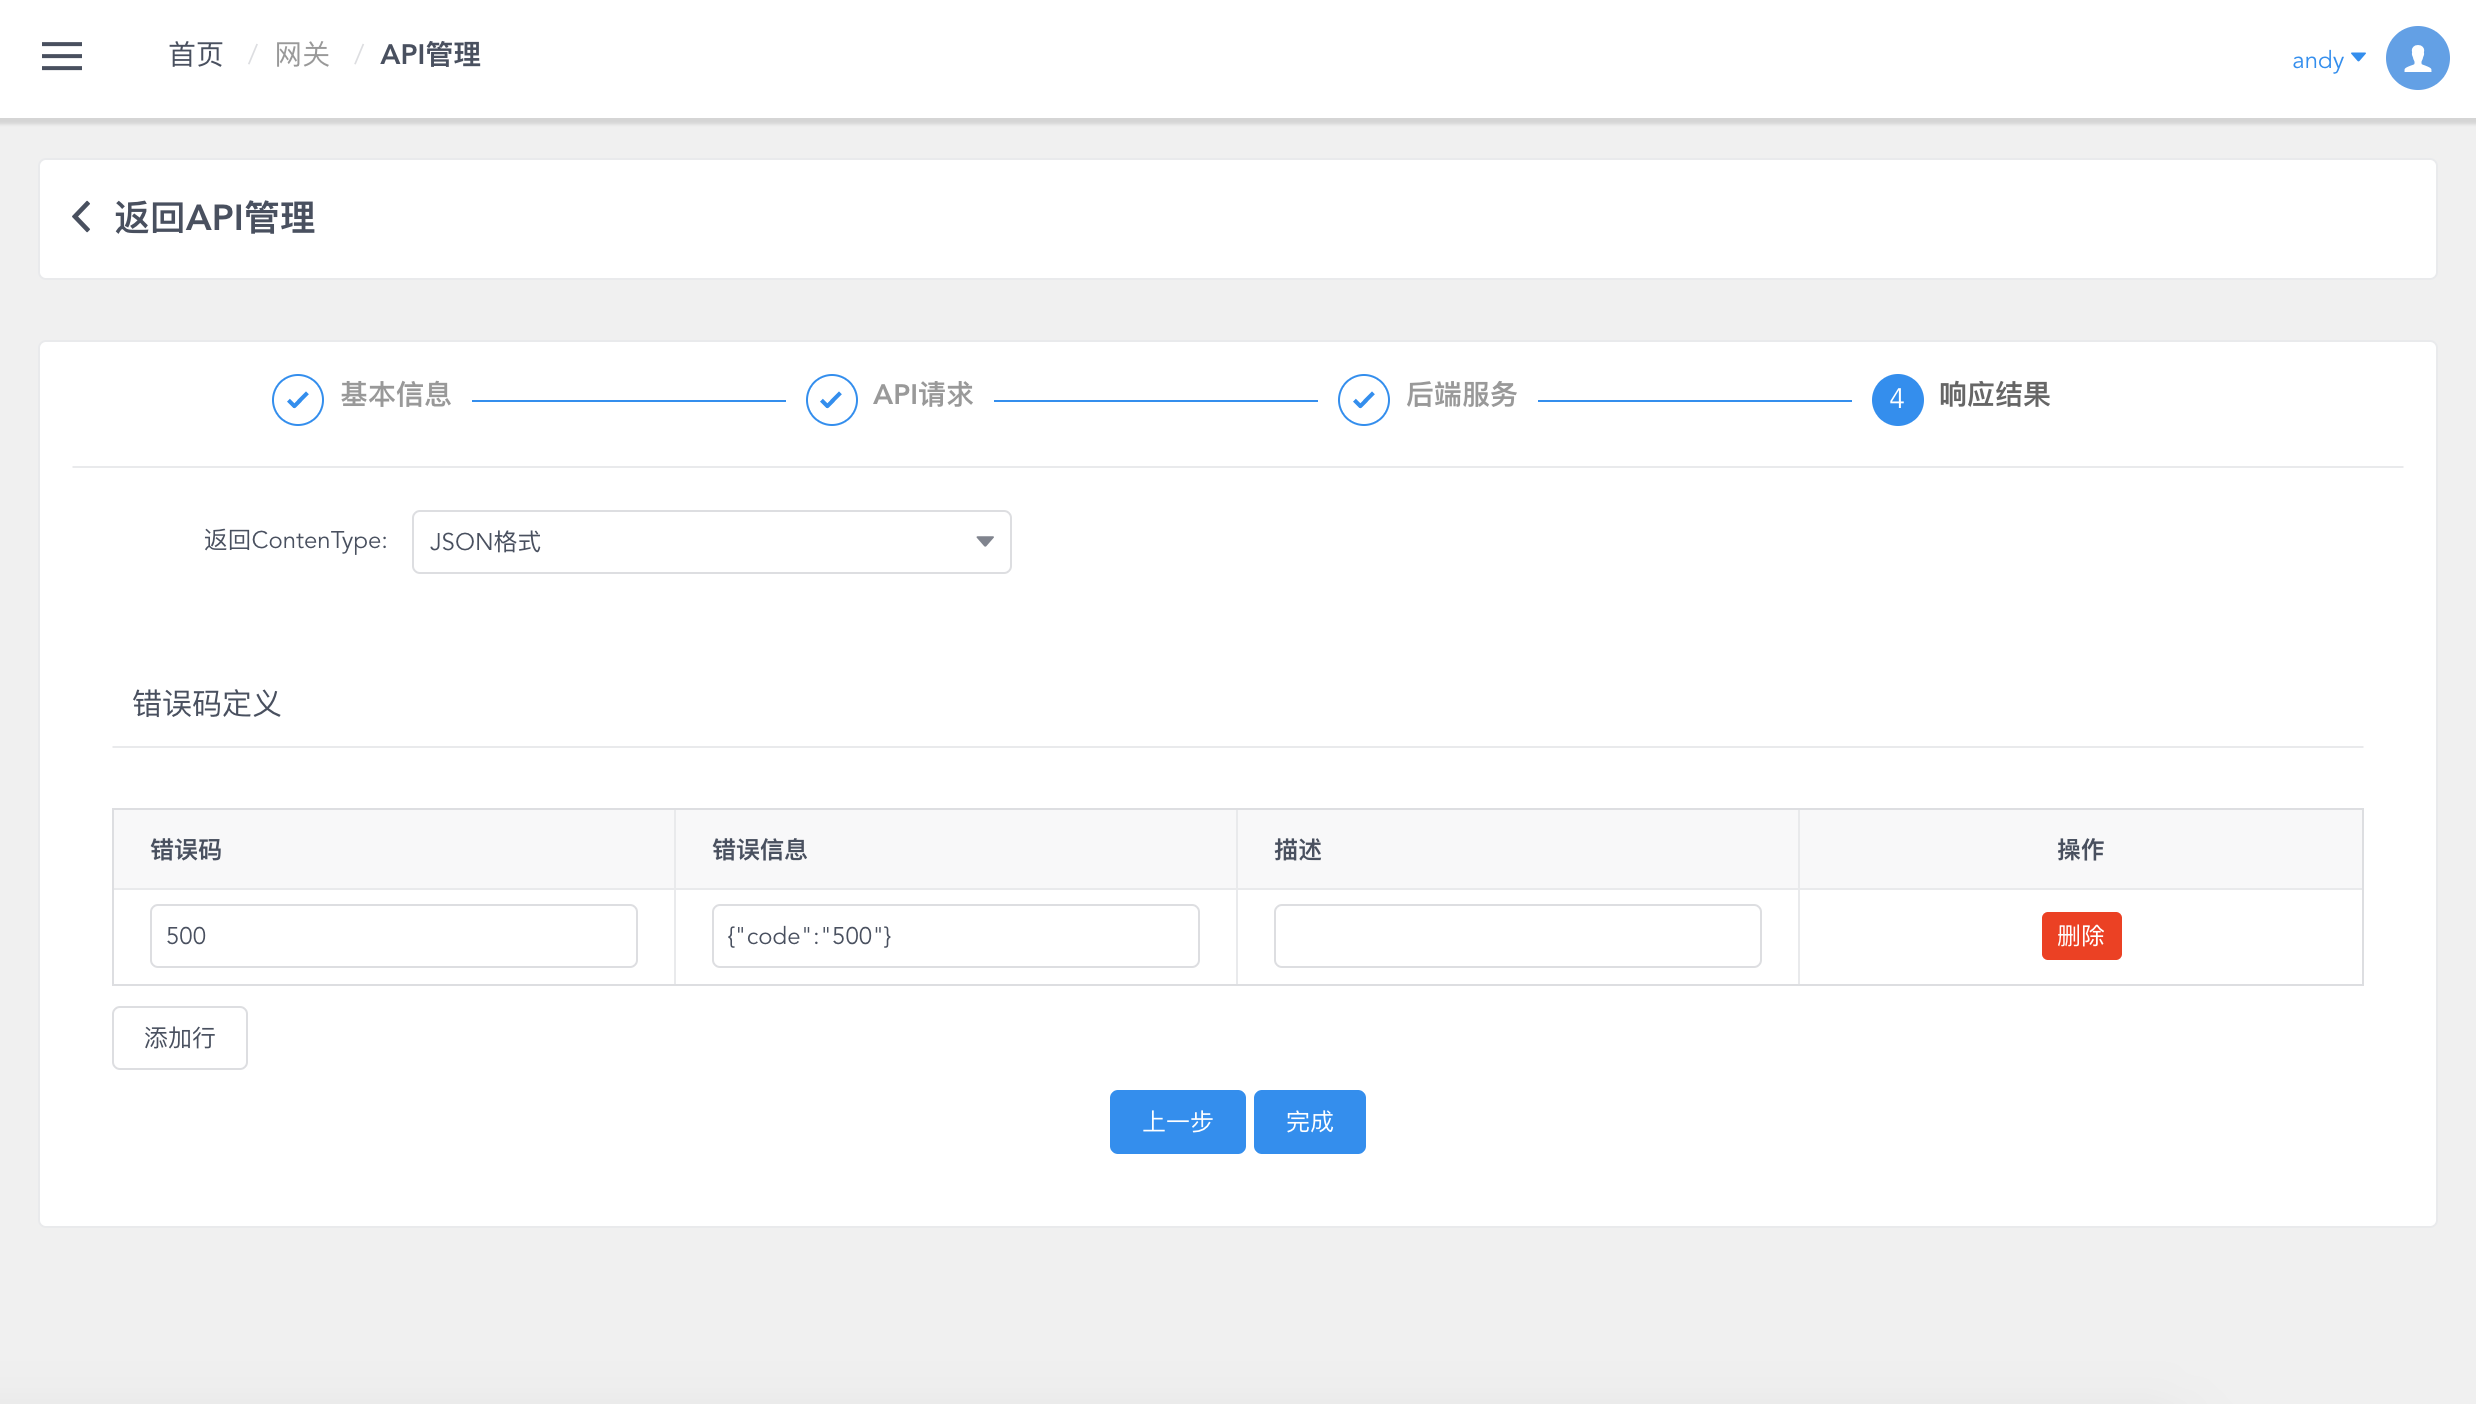 首页 / 网关 / API管理
andy
返回API管理
基本信息
API请求
后端服务
4 响应结果
返回ContenType: JSON格式
错误码定义
错误码 错误信息 描述 操作
500 {"code":"500"} 删除
添加行
上一步 完成